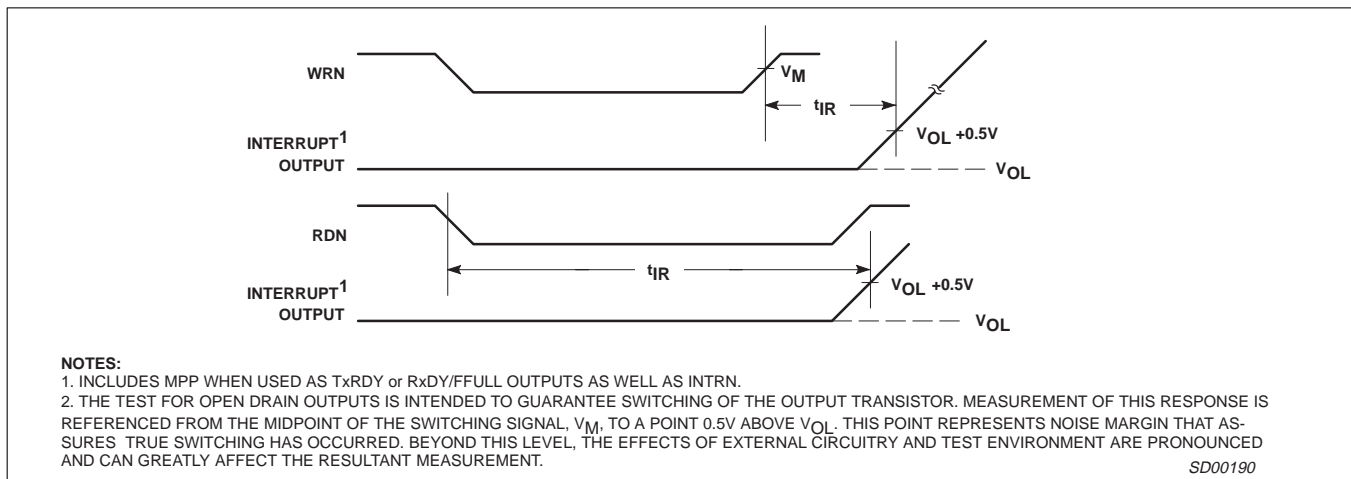 WRN
VM
tIR
INTERRUPT1
OUTPUT
VOL +0.5V
VOL
RDN
tIR
INTERRUPT1
OUTPUT
VOL +0.5V
VOL
NOTES:
1. INCLUDES MPP WHEN USED AS TxRDY or RxDY/FFULL OUTPUTS AS WELL AS INTRN.
2. THE TEST FOR OPEN DRAIN OUTPUTS IS INTENDED TO GUARANTEE SWITCHING OF THE OUTPUT TRANSISTOR. MEASUREMENT OF THIS RESPONSE IS
REFERENCED FROM THE MIDPOINT OF THE SWITCHING SIGNAL, VM, TO A POINT 0.5V ABOVE VOL. THIS POINT REPRESENTS NOISE MARGIN THAT AS-
SURES TRUE SWITCHING HAS OCCURRED. BEYOND THIS LEVEL, THE EFFECTS OF EXTERNAL CIRCUITRY AND TEST ENVIRONMENT ARE PRONOUNCED
AND CAN GREATLY AFFECT THE RESULTANT MEASUREMENT.
SD00190